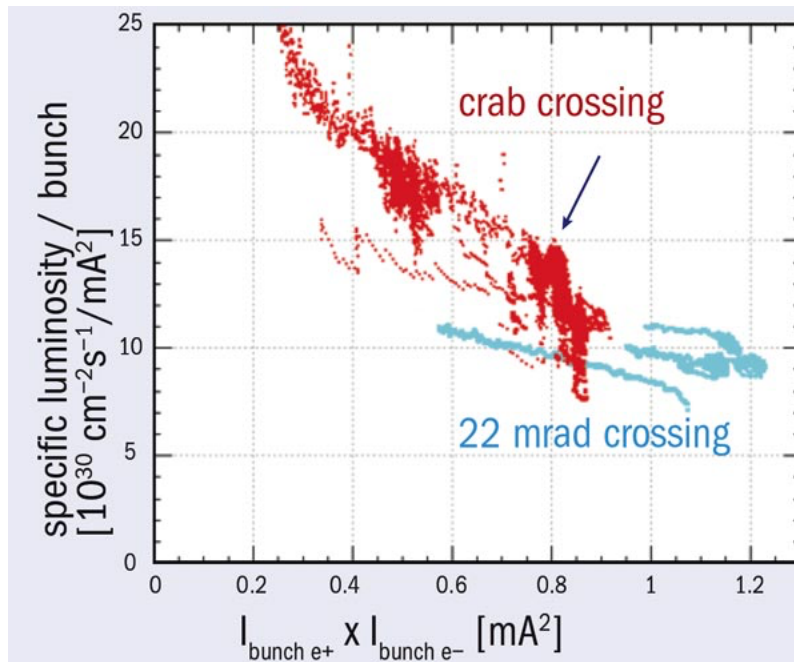 25
20
15
10
5
0
0
0.2
0.4
0.6
0.8
1
1.2
specific luminosity / bunch
[10³⁰ cm⁻²s⁻¹/mA²]
crab crossing
22 mrad crossing
I bunch e+ x I bunch e− [mA²]